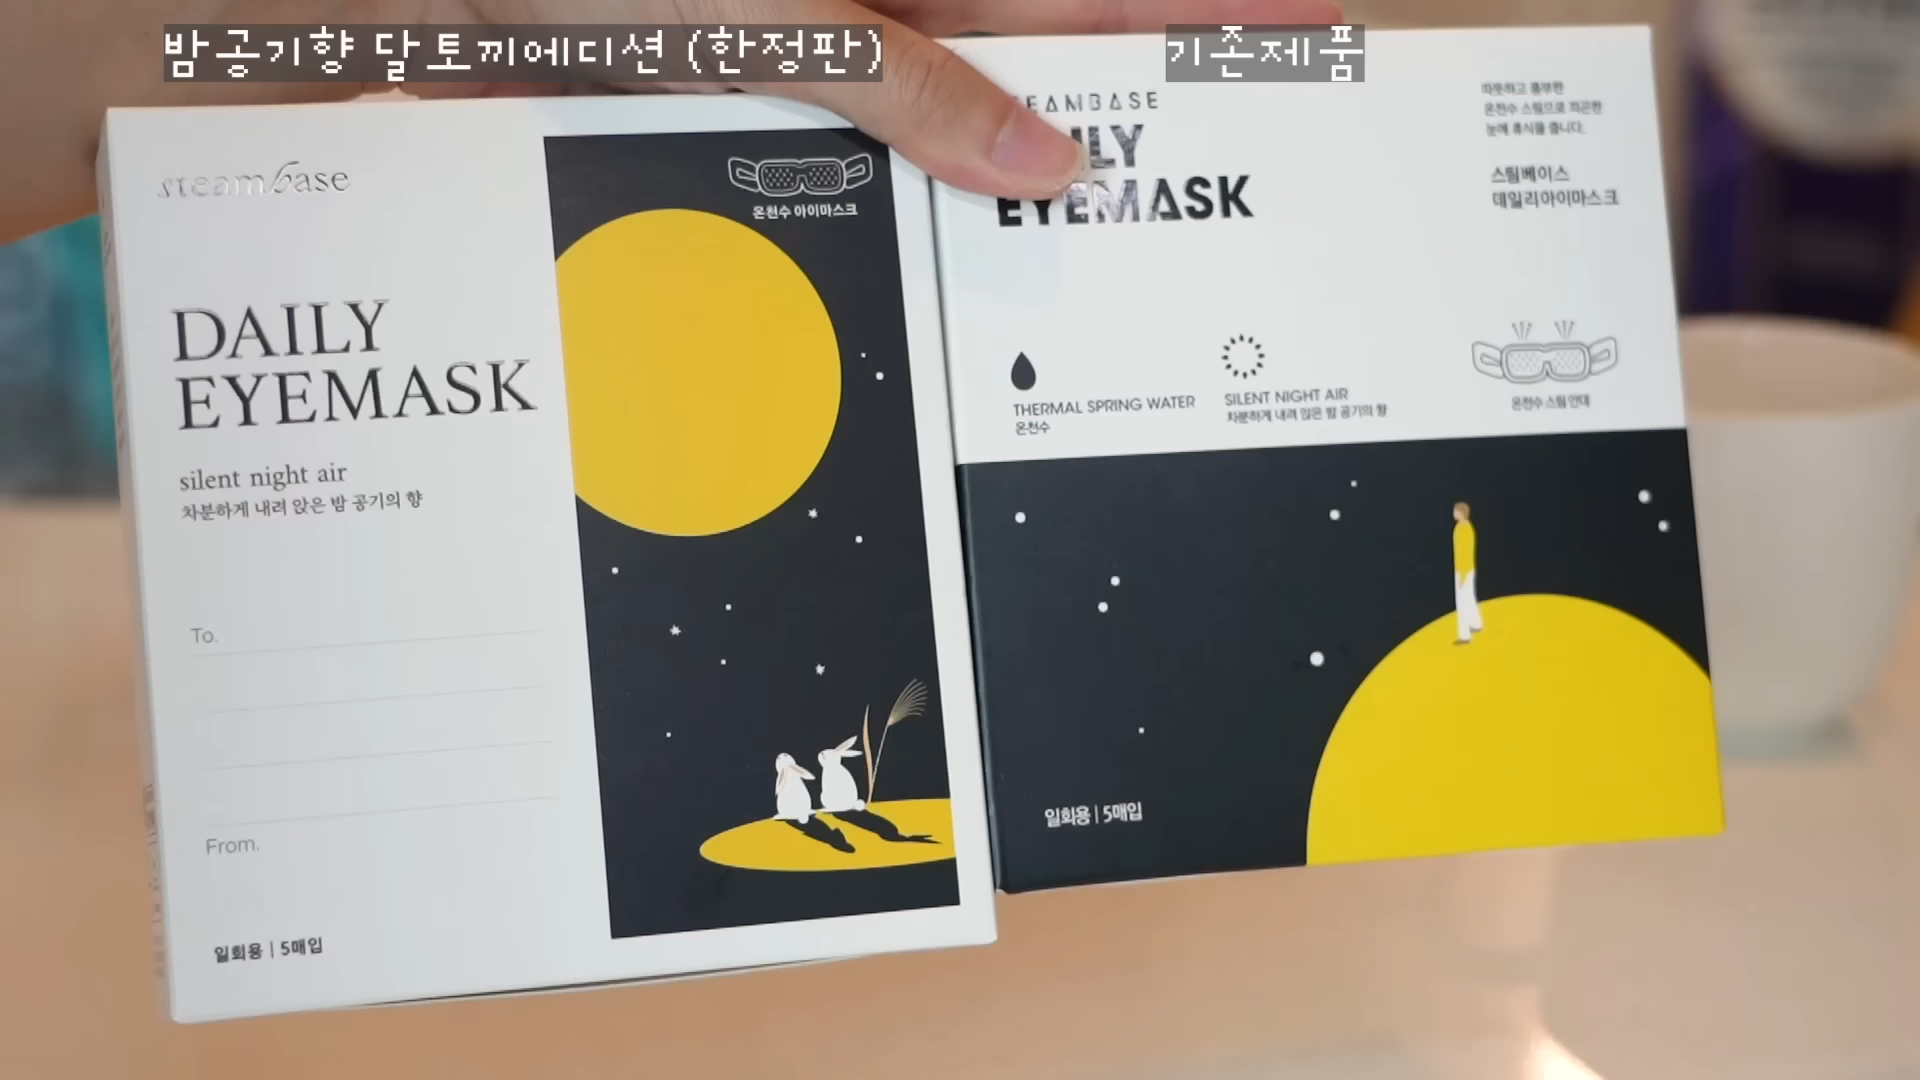 밤공기향 달토끼에디션 (한정판)
기존제품
steambase
온천수 아이마스크
DAILY
EYEMASK
silent night air
차분하게 내려 앉은 밤 공기의 향
To.
From.
일회용 | 5매입
EYEMASK
따뜻하고 풍부한
온천수 스팀으로 피곤한
눈에 휴식을 줍니다.
스팀베이스
데일리아이마스크
THERMAL SPRING WATER
온천수
SILENT NIGHT AIR
차분하게 내려 앉은 밤 공기의 향
온천수 스팀 안대
일회용 | 5매입